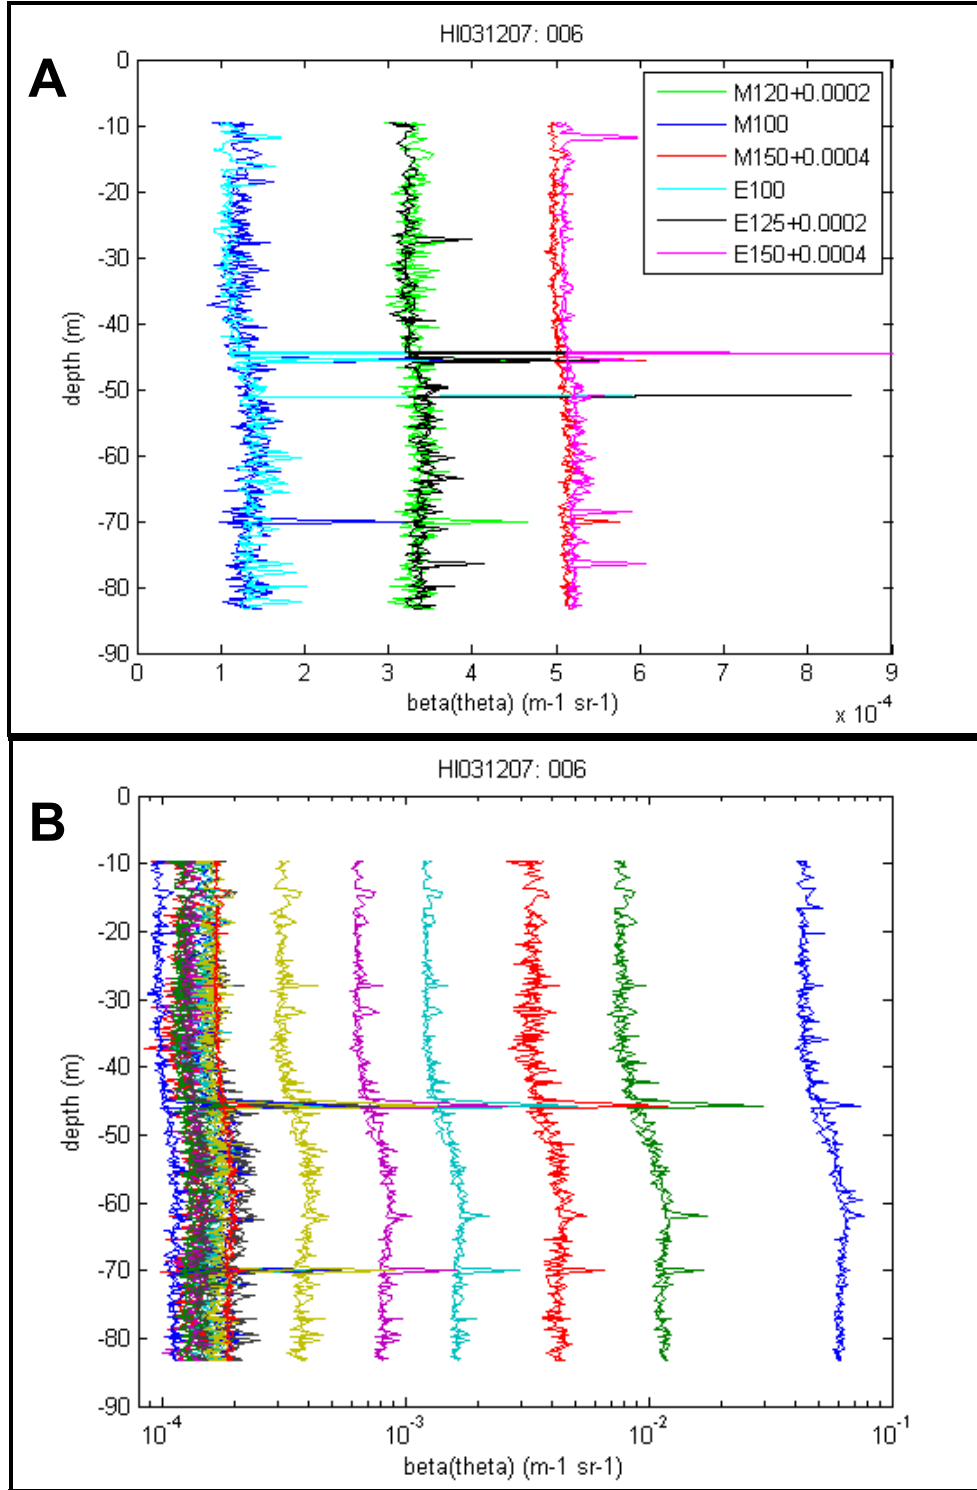 HI031207: 006
A
0
-10
-20
-30
-40
-50
-60
-70
-80
-90
depth (m)
M120+0.0002
M100
M150+0.0004
E100
E125+0.0002
E150+0.0004
0 1 2 3 4 5 6 7 8 9
beta(theta) (m-1 sr-1)
x 10-4
HI031207: 006
B
0
-10
-20
-30
-40
-50
-60
-70
-80
-90
depth (m)
10-4 10-3 10-2 10-1
beta(theta) (m-1 sr-1)